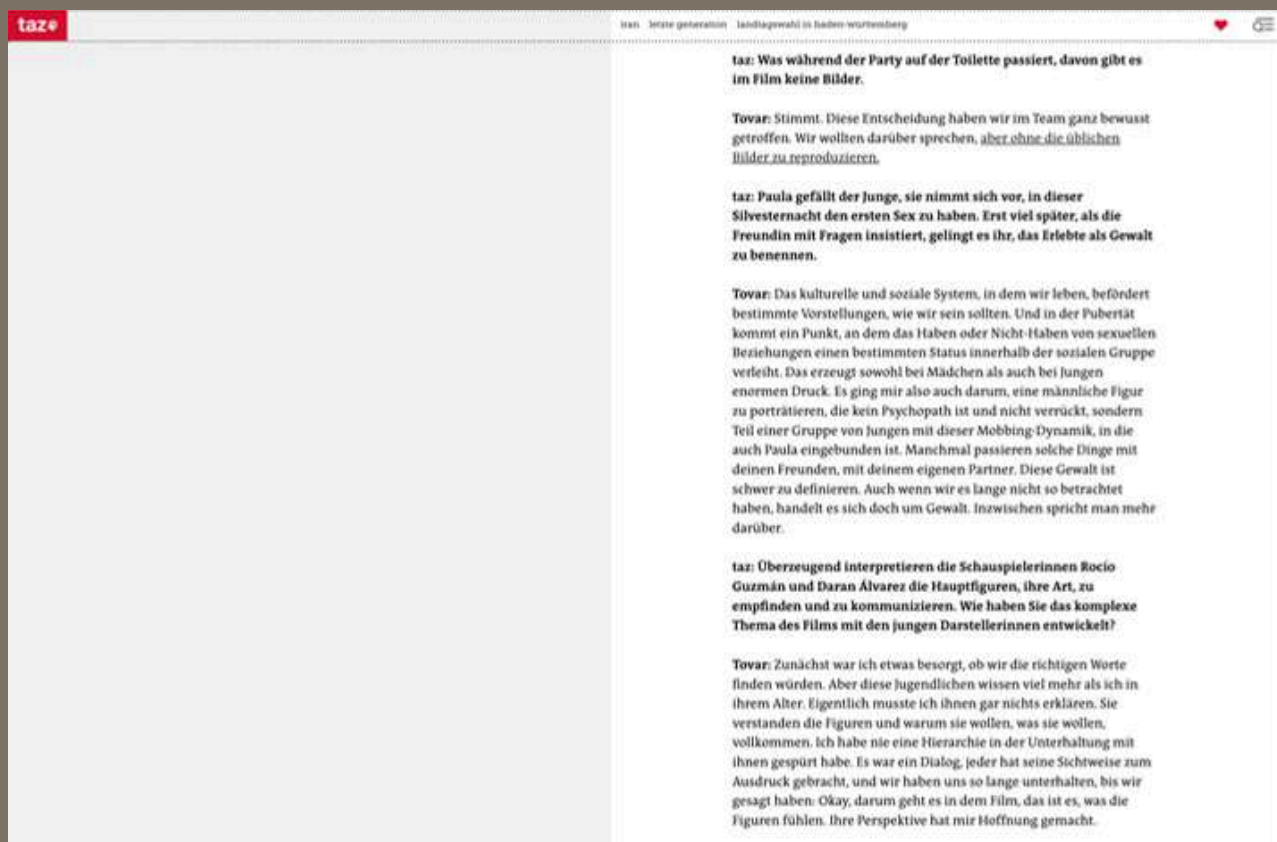 taz
iran letzte generation landtagswahl in baden-württemberg
taz: Was während der Party auf der Toilette passiert, davon gibt es
im Film keine Bilder.
Tovar: Stimmt. Diese Entscheidung haben wir im Team ganz bewusst
getroffen. Wir wollten darüber sprechen, aber ohne die üblichen
Bilder zu reproduzieren.
taz: Paula gefällt der Junge, sie nimmt sich vor, in dieser
Silvesternacht den ersten Sex zu haben. Erst viel später, als die
Freundin mit Fragen insistiert, gelingt es ihr, das Erlebte als Gewalt
zu benennen.
Tovar: Das kulturelle und soziale System, in dem wir leben, befördert
bestimmte Vorstellungen, wie wir sein sollten. Und in der Pubertät
kommt ein Punkt, an dem das Haben oder Nicht-Haben von sexuellen
Beziehungen einen bestimmten Status innerhalb der sozialen Gruppe
verleiht. Das erzeugt sowohl bei Mädchen als auch bei Jungen
enormen Druck. Es ging mir also auch darum, eine männliche Figur
zu porträtieren, die kein Psychopath ist und nicht verrückt, sondern
Teil einer Gruppe von Jungen mit dieser Mobbing-Dynamik, in die
auch Paula eingebunden ist. Manchmal passieren solche Dinge mit
deinen Freunden, mit deinem eigenen Partner. Diese Gewalt ist
schwer zu definieren. Auch wenn wir es lange nicht so betrachtet
haben, handelt es sich doch um Gewalt. Inzwischen spricht man mehr
darüber.
taz: Überzeugend interpretieren die Schauspielerinnen Rocío
Guzmán und Daran Álvarez die Hauptfiguren, ihre Art, zu
empfinden und zu kommunizieren. Wie haben Sie das komplexe
Thema des Films mit den jungen Darstellerinnen entwickelt?
Tovar: Zunächst war ich etwas besorgt, ob wir die richtigen Worte
finden würden. Aber diese Jugendlichen wissen viel mehr als ich in
ihrem Alter. Eigentlich musste ich ihnen gar nichts erklären. Sie
verstanden die Figuren und warum sie wollen, was sie wollen,
vollkommen. Ich habe nie eine Hierarchie in der Unterhaltung mit
ihnen gespürt habe. Es war ein Dialog, jeder hat seine Sichtweise zum
Ausdruck gebracht, und wir haben uns so lange unterhalten, bis wir
gesagt haben: Okay, darum geht es in dem Film, das ist es, was die
Figuren fühlen. Ihre Perspektive hat mir Hoffnung gemacht.